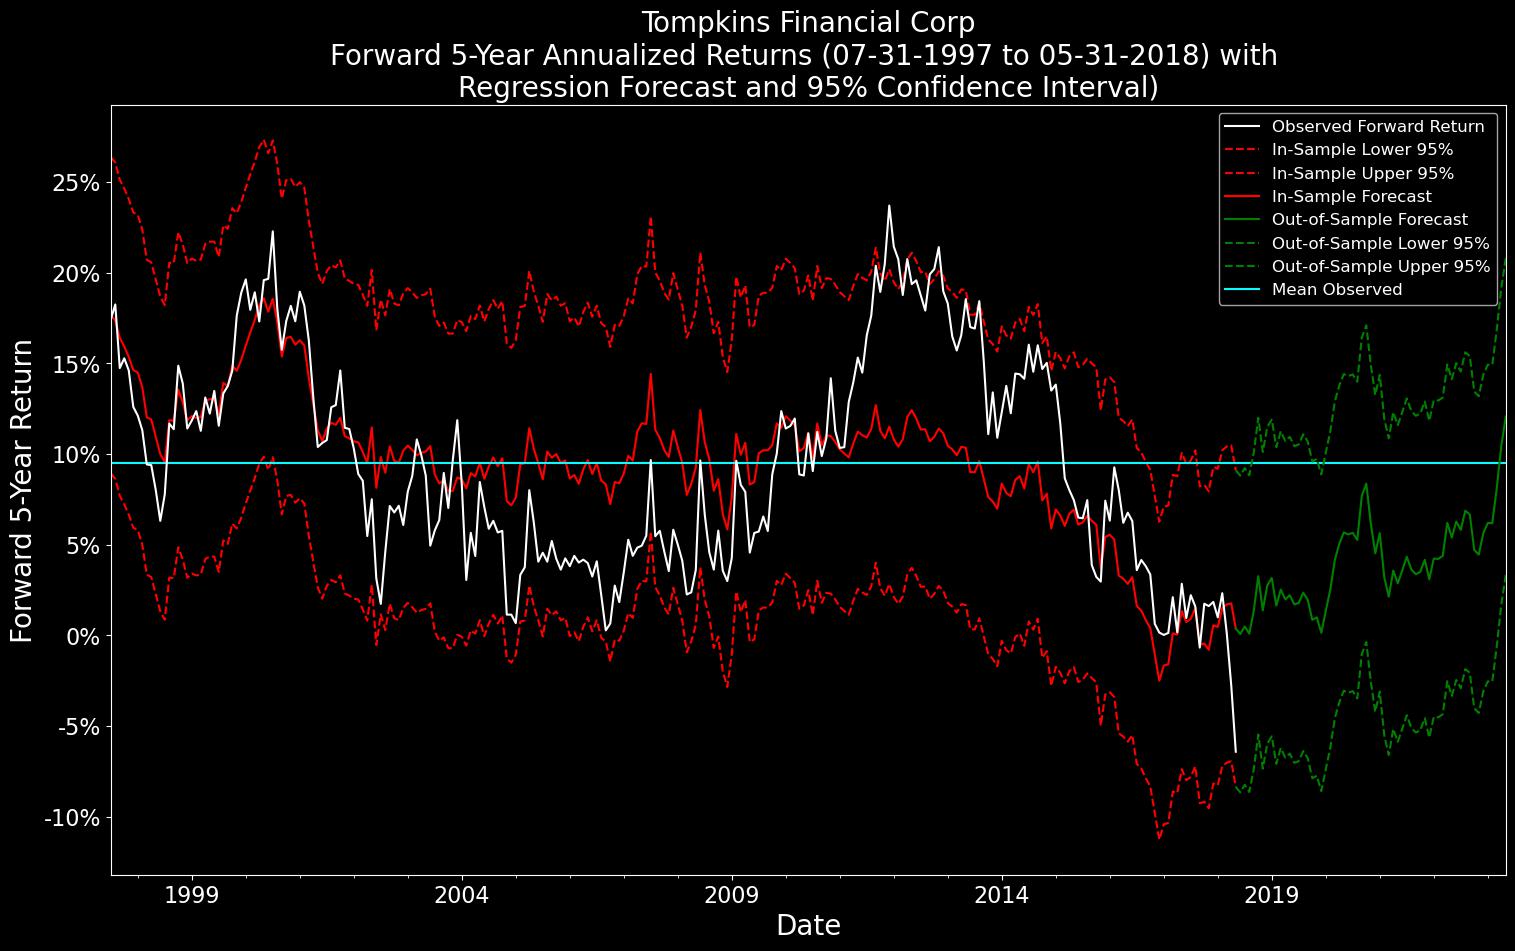 Tompkins Financial Corp
Forward 5-Year Annualized Returns (07-31-1997 to 05-31-2018) with
Regression Forecast and 95% Confidence Interval)
Observed Forward Return
In-Sample Lower 95%
In-Sample Upper 95%
In-Sample Forecast
Out-of-Sample Forecast
Out-of-Sample Lower 95%
Out-of-Sample Upper 95%
Mean Observed
Forward 5-Year Return
25%
20%
15%
10%
5%
0%
-5%
-10%
1999 2004 2009 2014 2019
Date